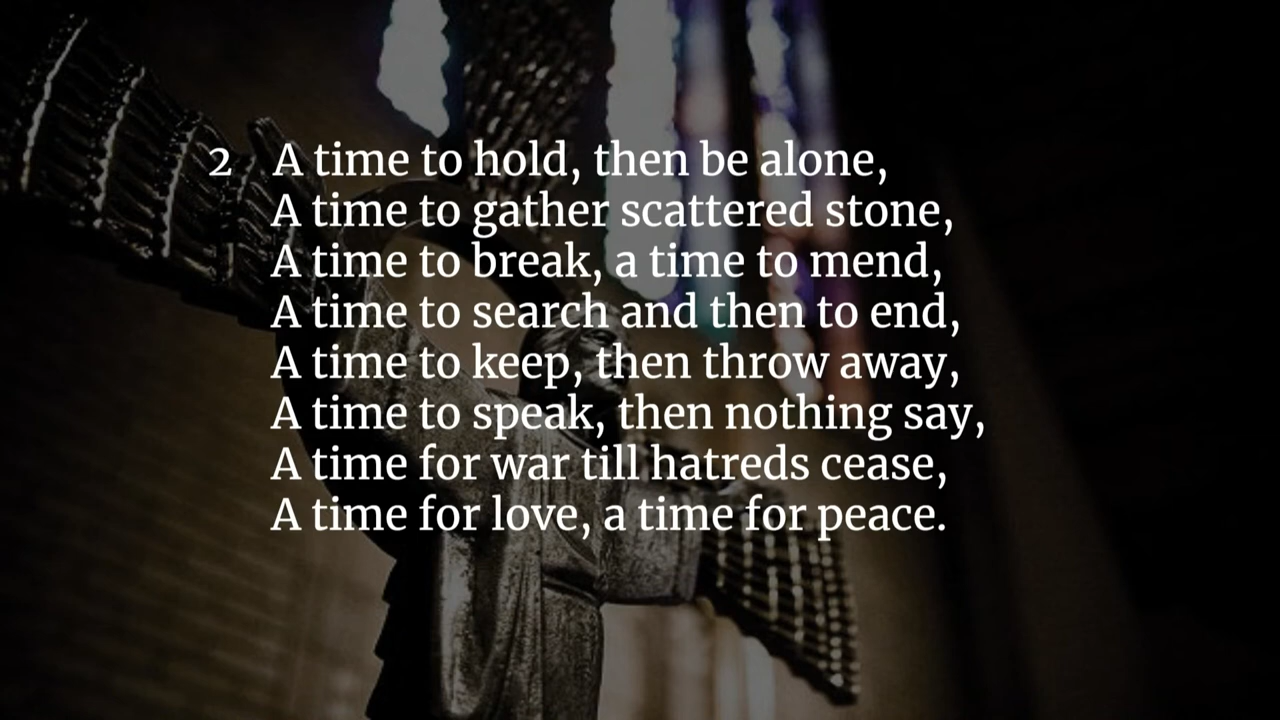 2 A time to hold, then be alone,
A time to gather scattered stone,
A time to break, a time to mend,
A time to search and then to end,
A time to keep, then throw away,
A time to speak, then nothing say,
A time for war till hatreds cease,
A time for love, a time for peace.